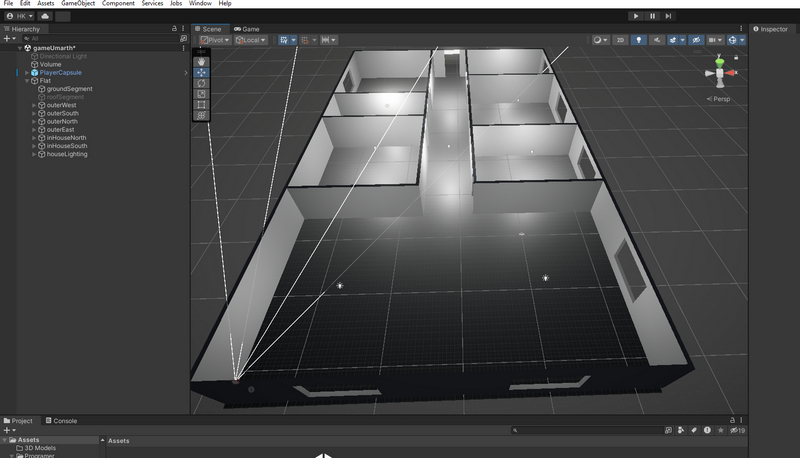 File Edit Assets GameObject Component Services Jobs Window Help
HK
Hierarchy
All
gameUmarth*
Directional Light
Volume
PlayerCapsule
Flat
groundSegment
roofSegment
outerWest
outerSouth
outerNorth
outerEast
inHouseNorth
inHouseSouth
houseLighting
Scene Game
Pivot Local 2D
y
x
Persp
Inspector
Project Console
19
Assets
3D Models
Programer
Assets